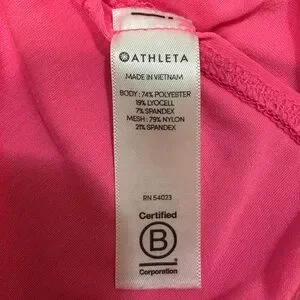 ATHLETA
MADE IN VIETNAM
BODY : 74% POLYESTER
19% LYOCELL
7% SPANDEX
MESH : 79% NYLON
21% SPANDEX
RN 54023
Certified
B
Corporation